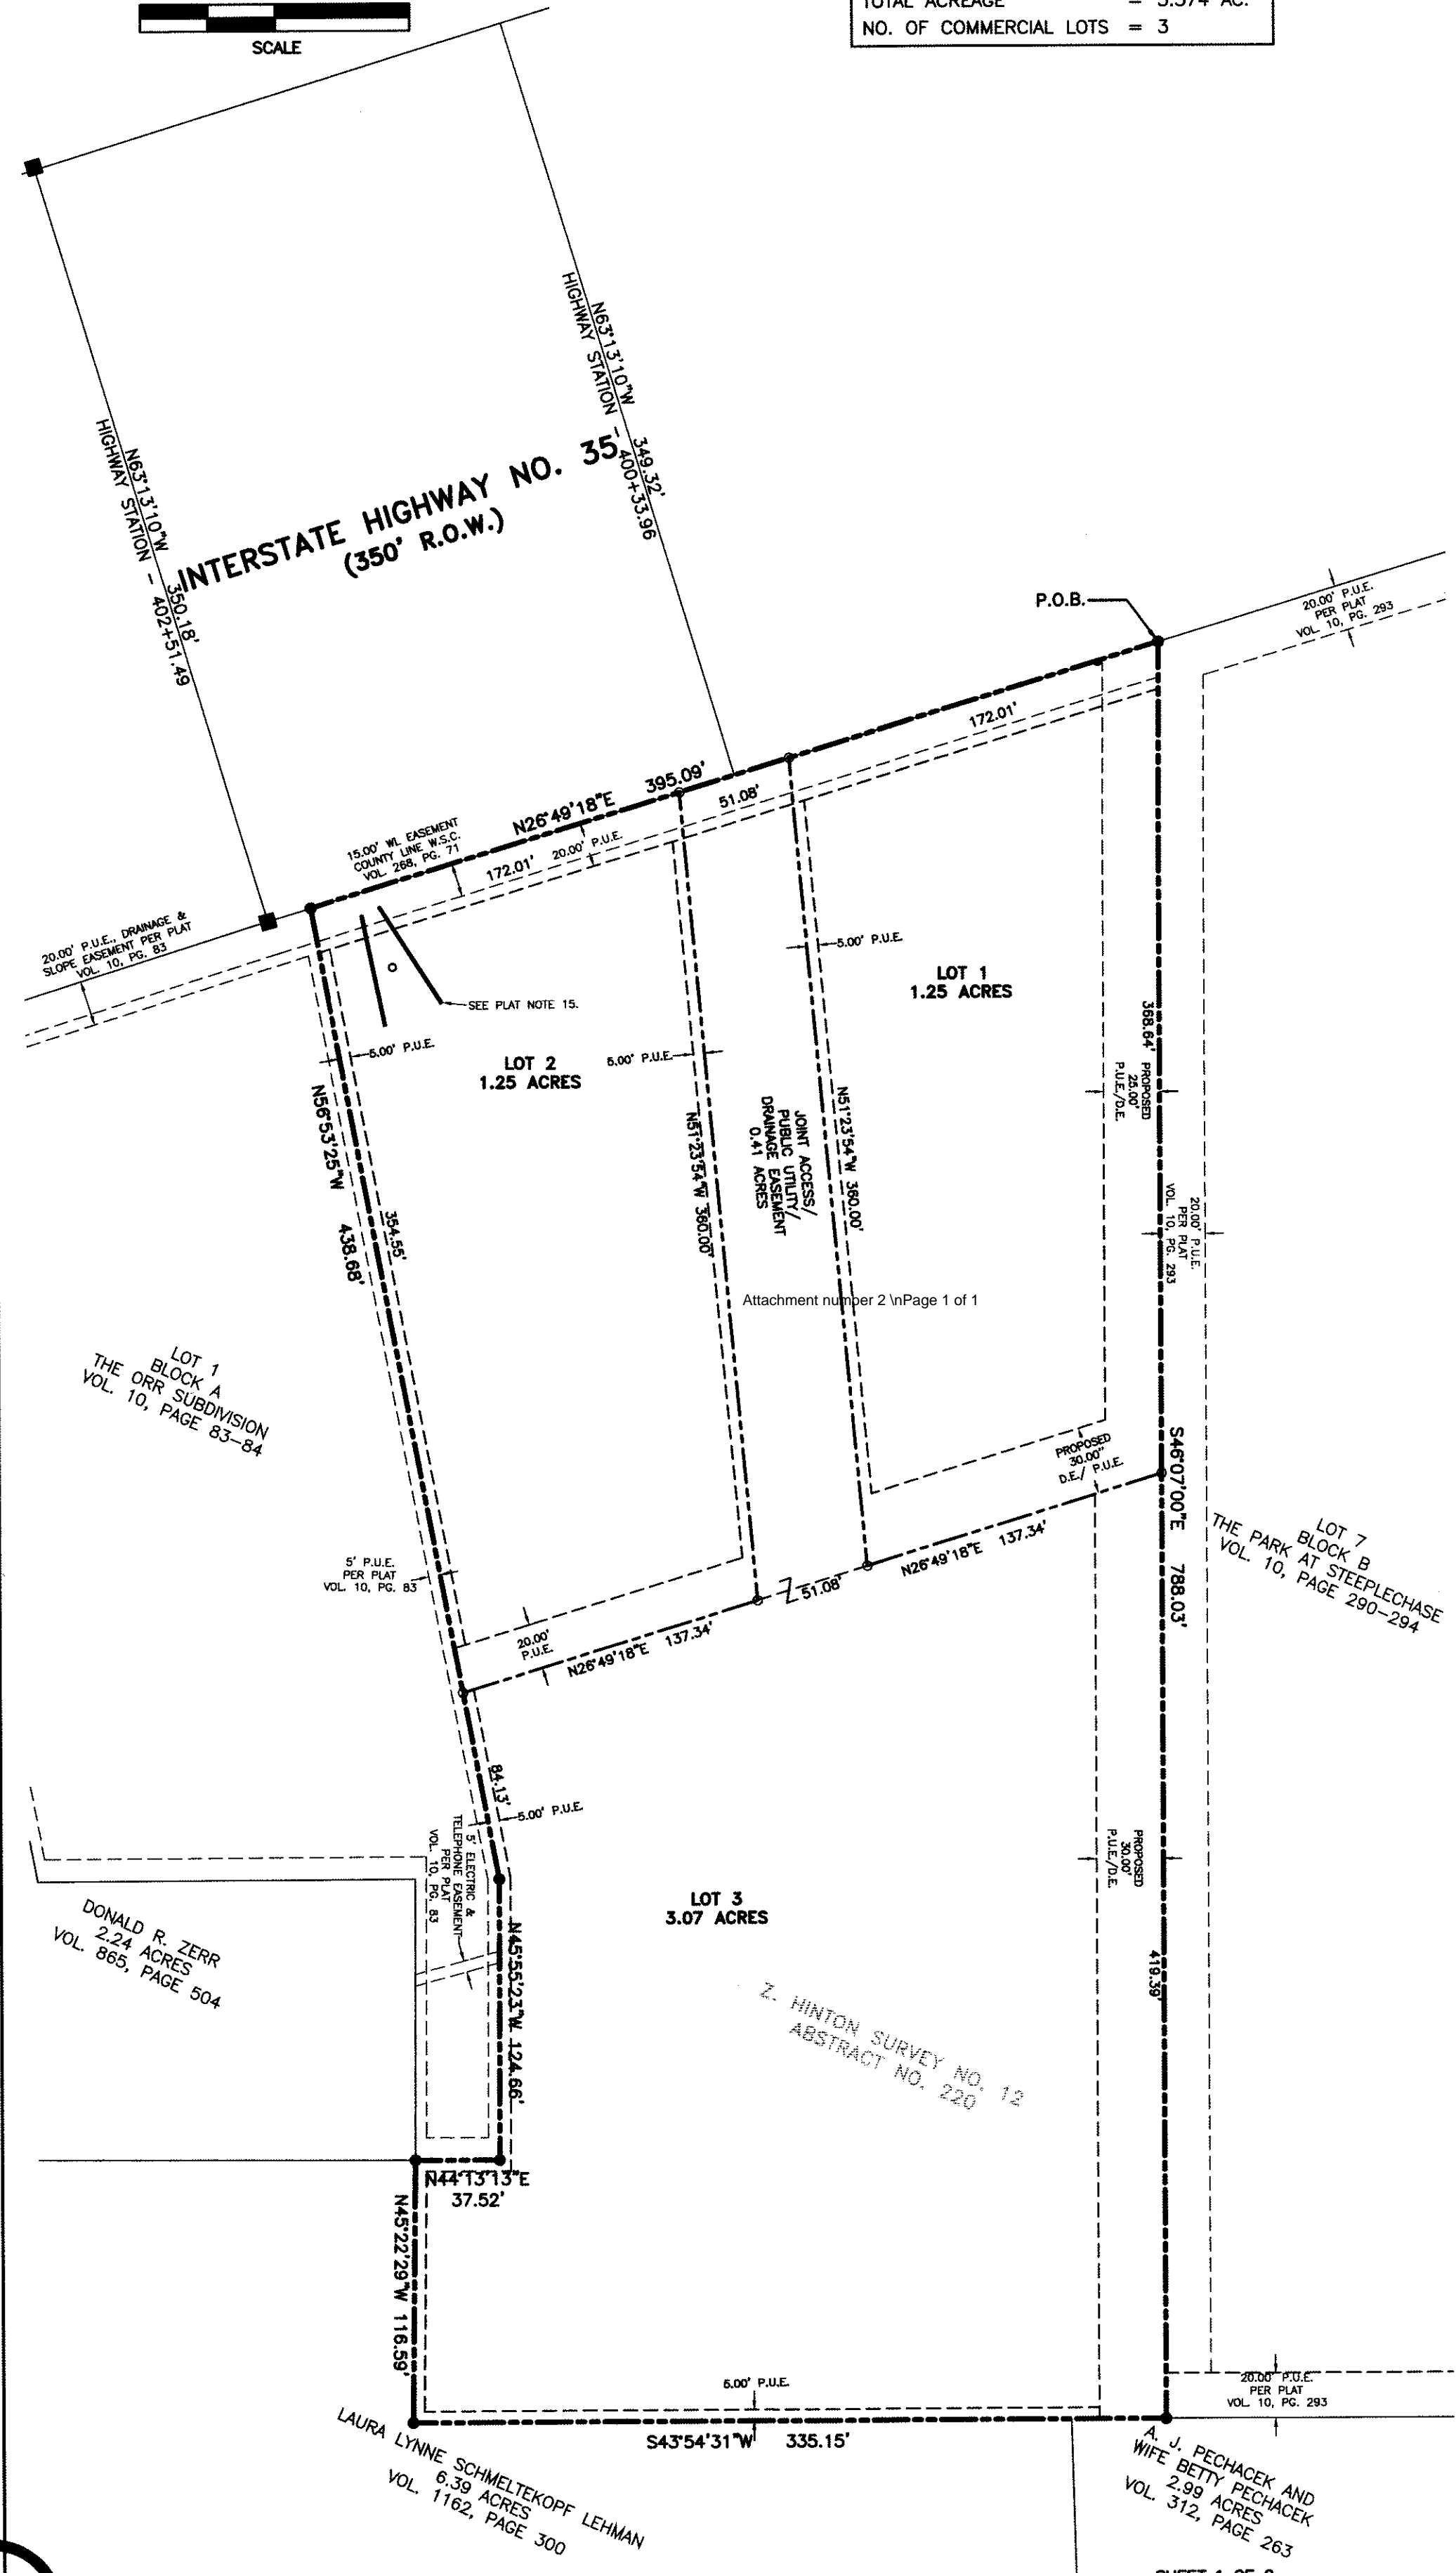 SCALE
TOTAL ACREAGE = 5.574 AC.
NO. OF COMMERCIAL LOTS = 3
N63°13'10"W 349.32'
HIGHWAY STATION - 400+33.96
N63°13'10"W 350.18'
HIGHWAY STATION - 402+51.49
INTERSTATE HIGHWAY NO. 35
(350' R.O.W.)
P.O.B.
20.00' P.U.E.
PER PLAT
VOL. 10, PG. 293
172.01'
395.09'
51.08'
N26°49'18"E
15.00' WL EASEMENT
COUNTY LINE W.S.C.
VOL. 268, PG. 71
172.01'
20.00' P.U.E.
20.00' P.U.E., DRAINAGE &
SLOPE EASEMENT PER PLAT
VOL. 10, PG. 83
SEE PLAT NOTE 15.
5.00' P.U.E.
LOT 1
1.25 ACRES
5.00' P.U.E.
LOT 2
1.25 ACRES
5.00' P.U.E.
368.64'
PROPOSED
25.00'
P.U.E./D.E.
N56°53'25"W 438.68'
354.55'
N51°23'54"W 360.00'
JOINT ACCESS/
PUBLIC UTILITY/
DRAINAGE EASEMENT
0.41 ACRES
N51°23'54"W 360.00'
20.00' P.U.E.
PER PLAT
VOL. 10, PG. 293
Attachment number 2 \nPage 1 of 1
LOT 1
BLOCK A
THE ORR SUBDIVISION
VOL. 10, PAGE 83-84
PROPOSED
30.00"
D.E./ P.U.E.
S46°07'00"E 788.03'
LOT 7
BLOCK B
THE PARK AT STEEPLECHASE
VOL. 10, PAGE 290-294
5' P.U.E.
PER PLAT
VOL. 10, PG. 83
N26°49'18"E 137.34'
Z 51.08'
20.00'
P.U.E.
N26°49'18"E 137.34'
84.13'
5.00' P.U.E.
5' ELECTRIC &
TELEPHONE EASEMENT
PER PLAT
VOL. 10, PG. 83
PROPOSED
30.00'
P.U.E./D.E.
LOT 3
3.07 ACRES
DONALD R. ZERR
2.24 ACRES
VOL. 865, PAGE 504
N45°55'23"W 124.66'
419.39'
Z. HINTON SURVEY NO. 12
ABSTRACT NO. 220
N44°13'13"E
37.52'
N45°22'29"W 116.59'
5.00' P.U.E.
20.00' P.U.E.
PER PLAT
VOL. 10, PG. 293
S43°54'31"W 335.15'
LAURA LYNNE SCHMELTEKOPF LEHMAN
6.39 ACRES
VOL. 1162, PAGE 300
A. J. PECHACEK AND
WIFE BETTY PECHACEK
2.99 ACRES
VOL. 312, PAGE 263